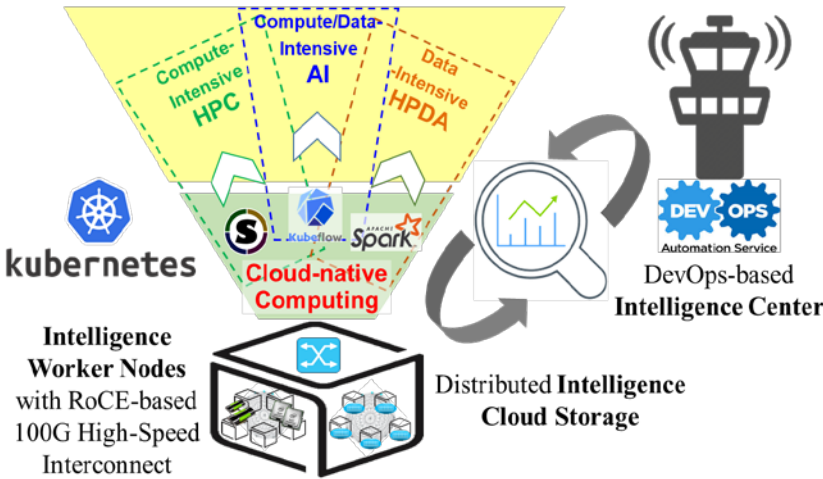 Compute-
Intensive
HPC
Compute/Data-
Intensive
AI
Data
-Intensive
HPDA
kubernetes
S
Kubeflow
APACHE
Spark
Cloud-native
Computing
DEV OPS
Automation Service
DevOps-based
Intelligence Center
Intelligence
Worker Nodes
with RoCE-based
100G High-Speed
Interconnect
Distributed Intelligence
Cloud Storage